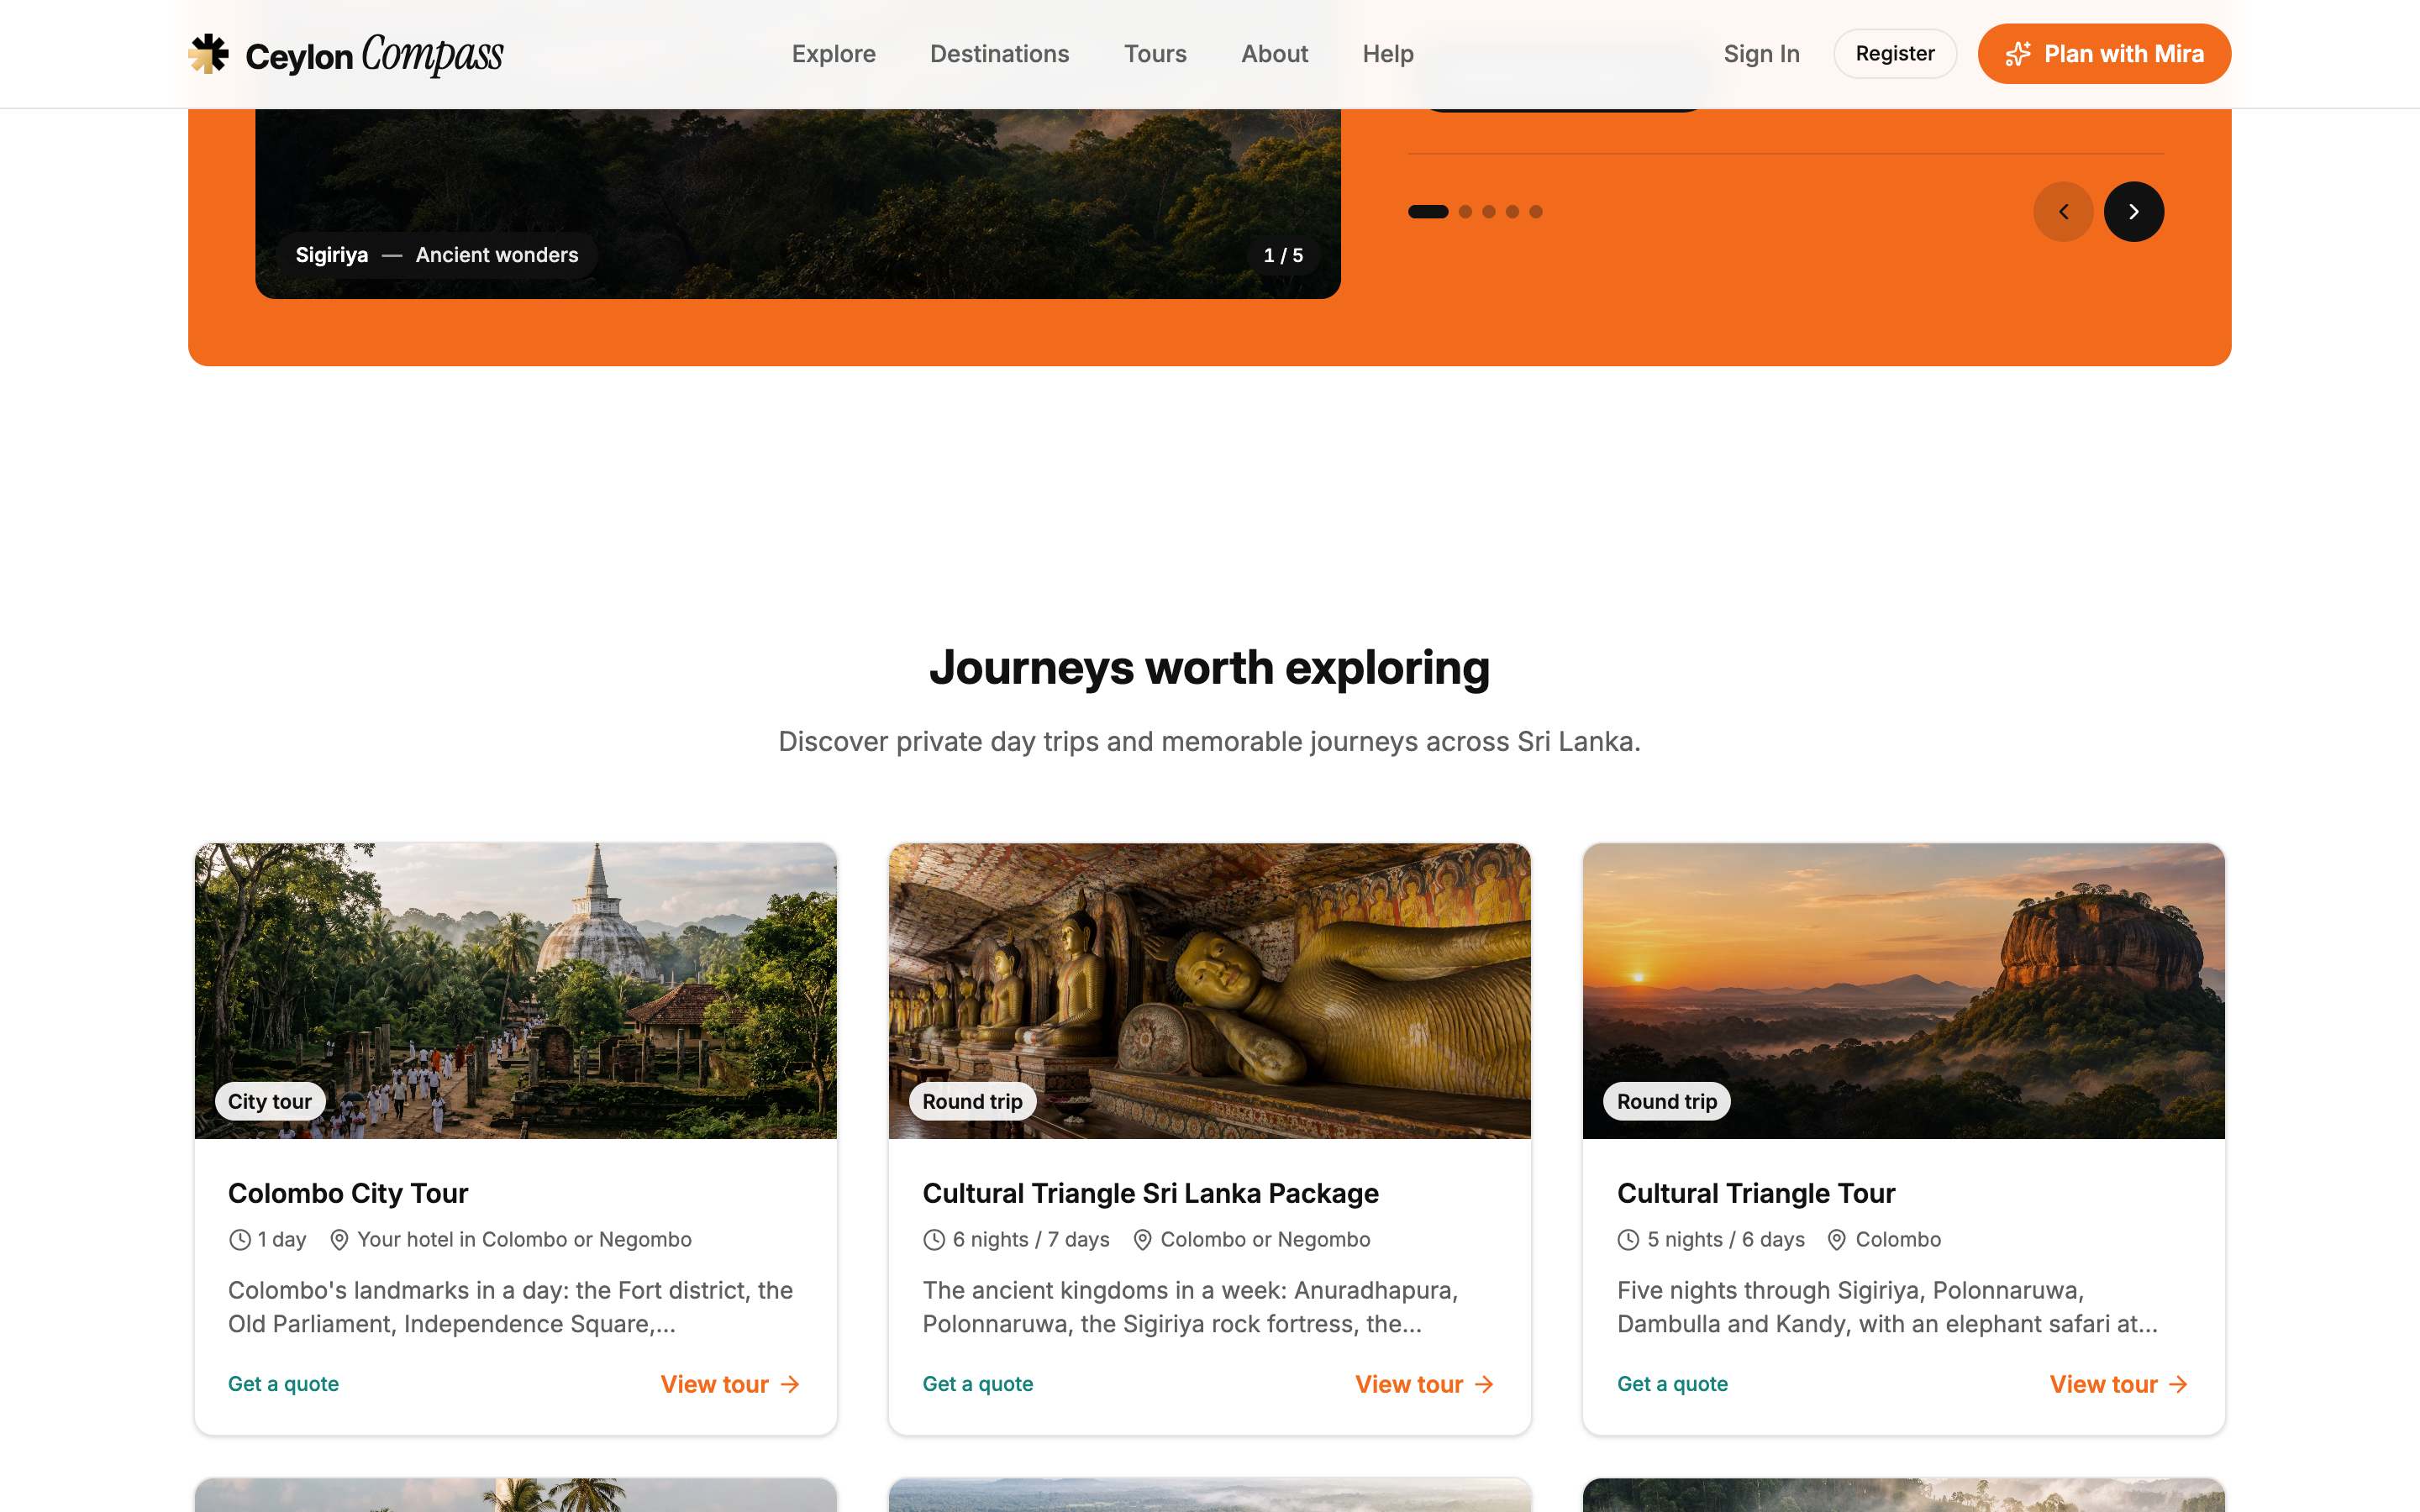 Ceylon Compass
Explore
Destinations
Tours
About
Help
Sign In
Register
Plan with Mira
Sigiriya — Ancient wonders
1 / 5
Journeys worth exploring
Discover private day trips and memorable journeys across Sri Lanka.
City tour
Colombo City Tour
1 day
Your hotel in Colombo or Negombo
Colombo's landmarks in a day: the Fort district, the
Old Parliament, Independence Square,...
Get a quote
View tour
Round trip
Cultural Triangle Sri Lanka Package
6 nights / 7 days
Colombo or Negombo
The ancient kingdoms in a week: Anuradhapura,
Polonnaruwa, the Sigiriya rock fortress, the...
Get a quote
View tour
Round trip
Cultural Triangle Tour
5 nights / 6 days
Colombo
Five nights through Sigiriya, Polonnaruwa,
Dambulla and Kandy, with an elephant safari at...
Get a quote
View tour